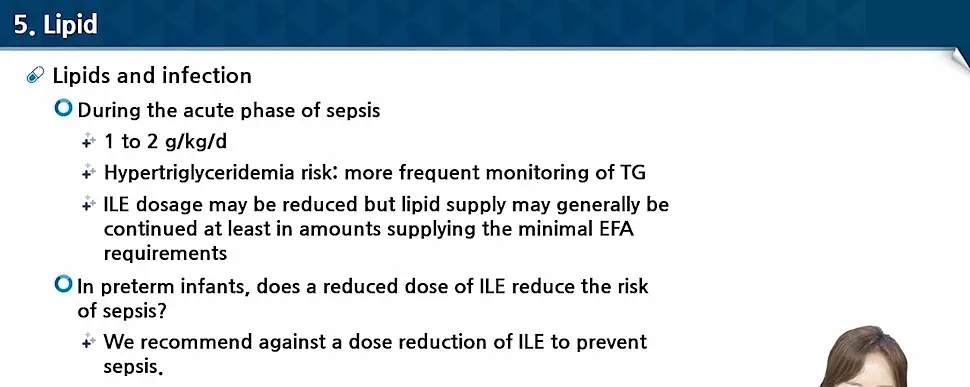 5. Lipid
Lipids and infection
During the acute phase of sepsis
1 to 2 g/kg/d
Hypertriglyceridemia risk: more frequent monitoring of TG
ILE dosage may be reduced but lipid supply may generally be
continued at least in amounts supplying the minimal EFA
requirements
In preterm infants, does a reduced dose of ILE reduce the risk
of sepsis?
We recommend against a dose reduction of ILE to prevent
sepsis.